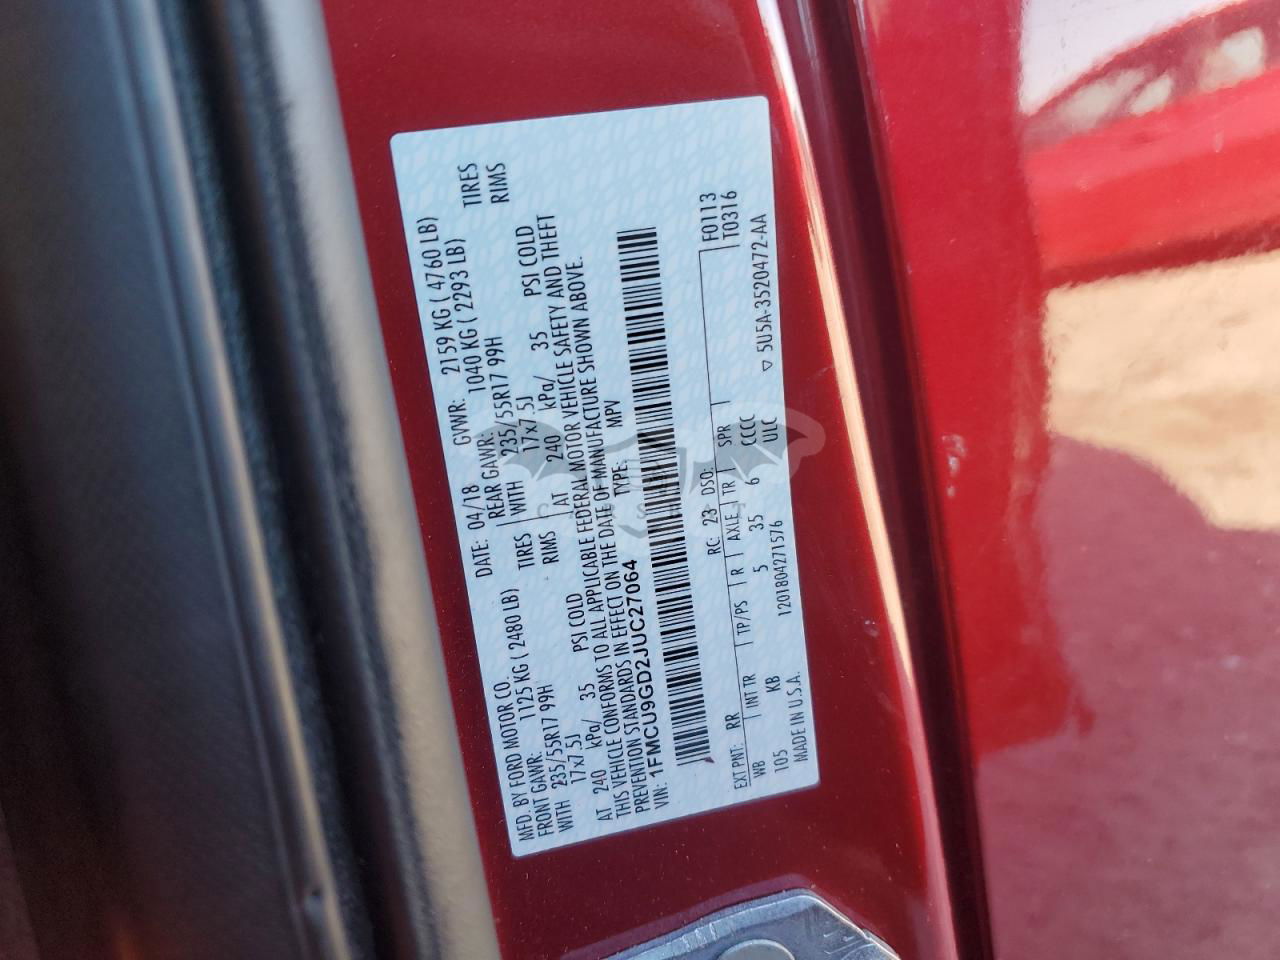 MFD. BY FORD MOTOR CO.
DATE: 04/18 GVWR: 2159 KG ( 4760 LB)
FRONT GAWR: 1125 KG ( 2480 LB) REAR GAWR: 1040 KG ( 2293 LB)
WITH 235/55R17 99H TIRES WITH 235/55R17 99H TIRES
17x7.5J RIMS 17x7.5J RIMS
AT 240 kPa/ 35 PSI COLD AT 240 kPa/ 35 PSI COLD
THIS VEHICLE CONFORMS TO ALL APPLICABLE FEDERAL MOTOR VEHICLE SAFETY AND THEFT
PREVENTION STANDARDS IN EFFECT ON THE DATE OF MANUFACTURE SHOWN ABOVE.
VIN: 1FMCU9GD2JUC27064 TYPE: MPV
EXT PNT: RR RC: 23 DSO: F0113
T0316
WB INT TR TP/PS R AXLE TR SPR
105 KB 5 35 6 CCCC
MADE IN U.S.A. 1201804271576 ULC ▽ 5U5A-3520472-AA